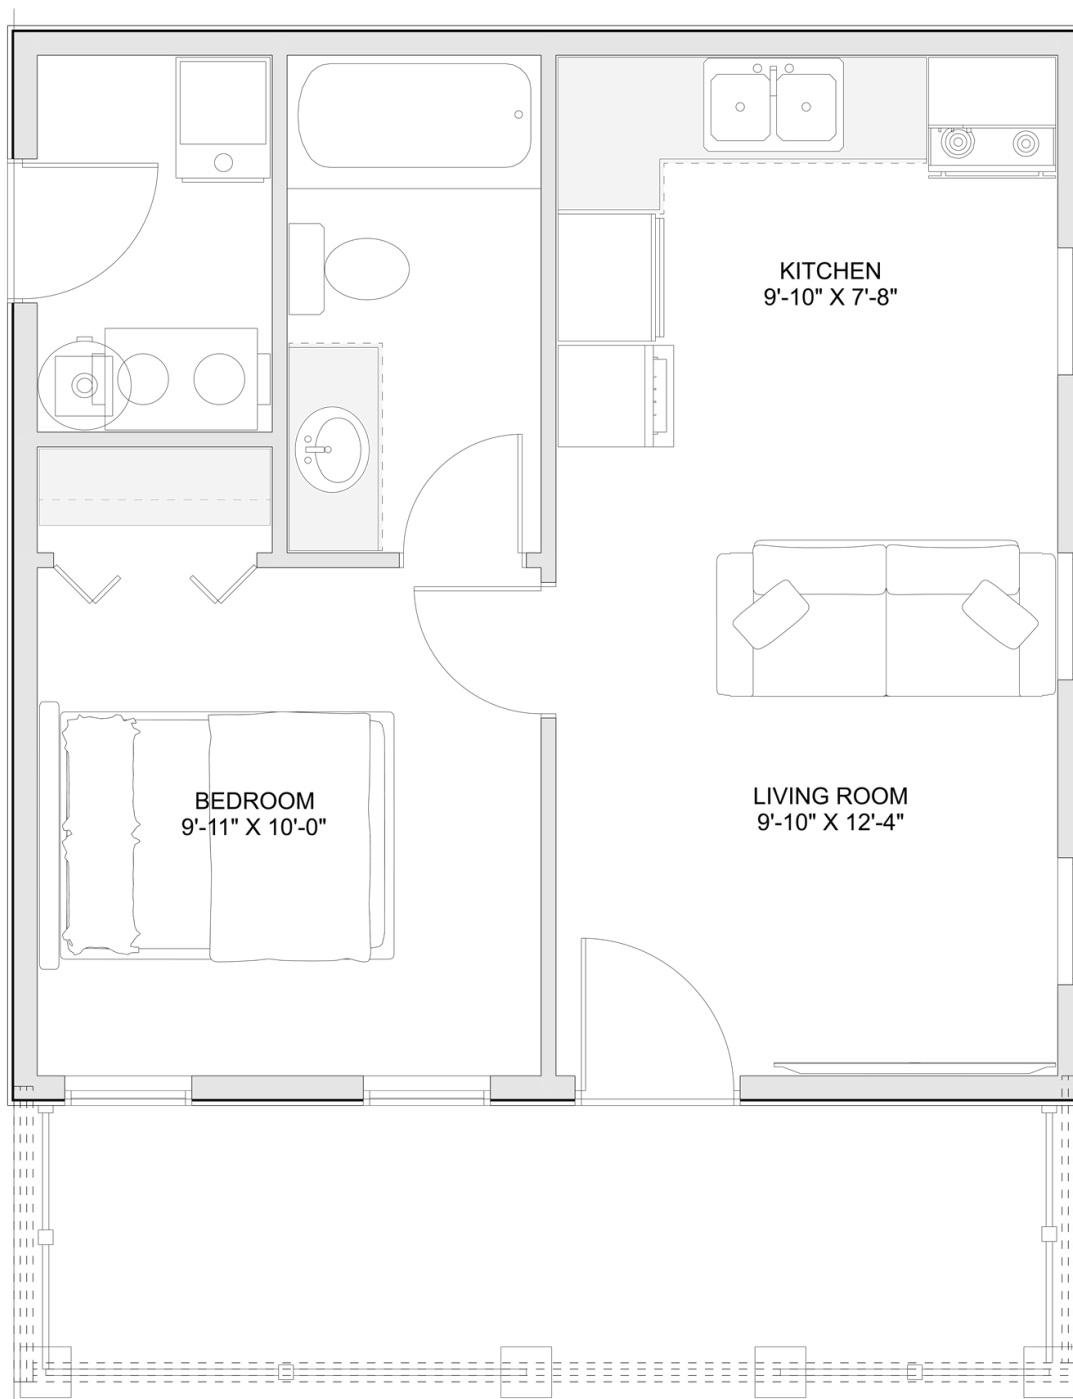 KITCHEN
9'-10" X 7'-8"
BEDROOM
9'-11" X 10'-0"
LIVING ROOM
9'-10" X 12'-4"